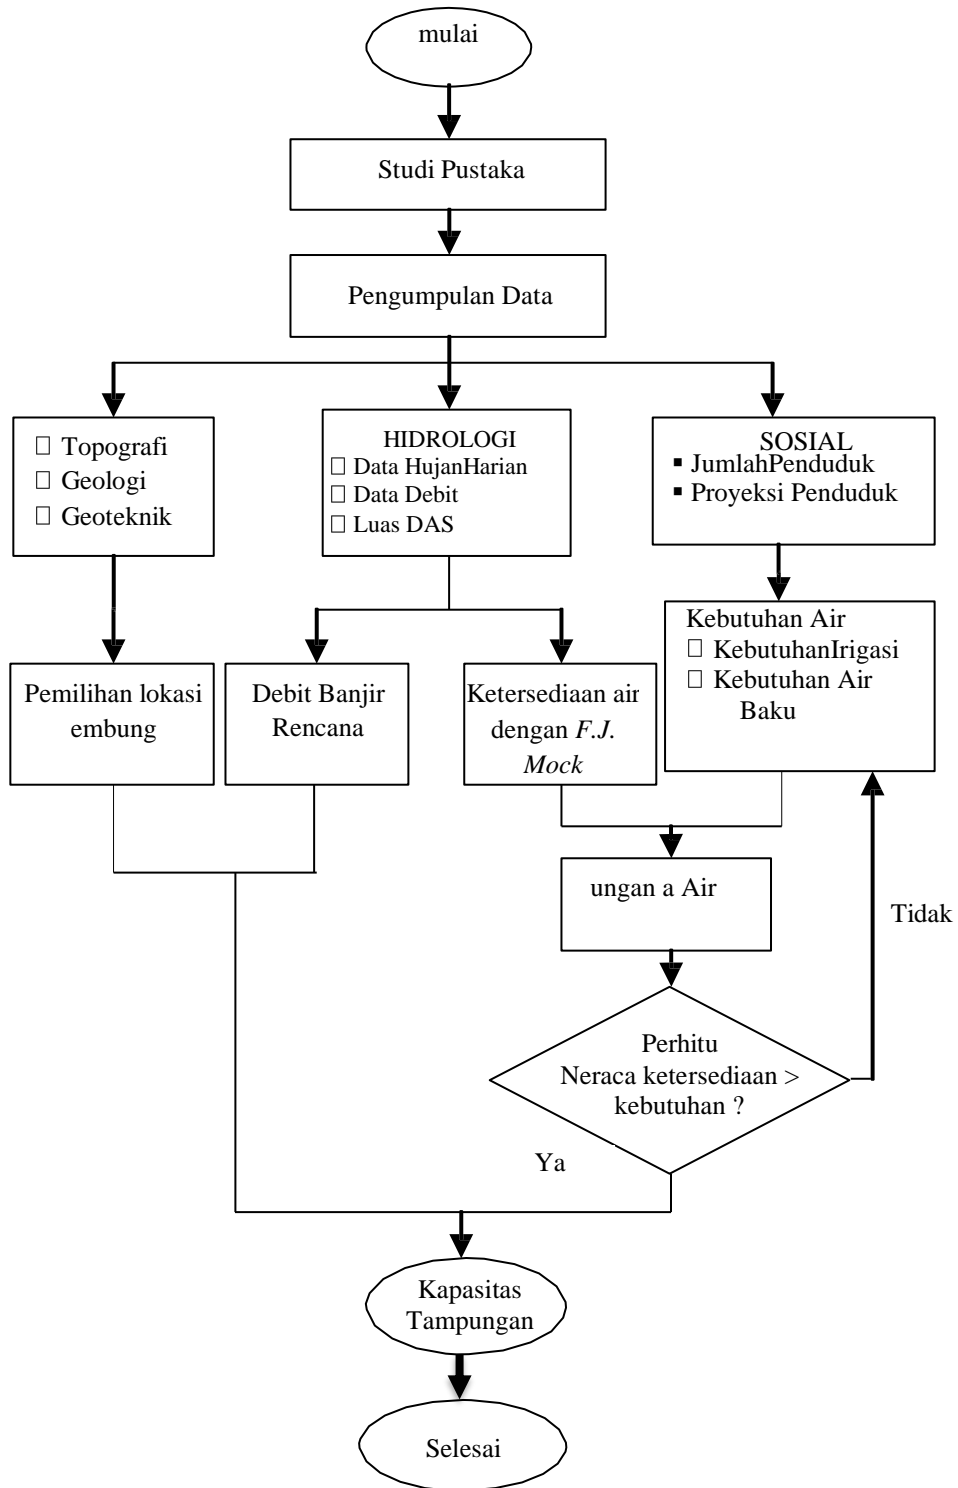 mulai
Studi Pustaka
Pengumpulan Data
Topografi
Geologi
Geoteknik
HIDROLOGI
Data HujanHarian
Data Debit
Luas DAS
SOSIAL
▪ JumlahPenduduk
▪ Proyeksi Penduduk
Pemilihan lokasi
embung
Debit Banjir
Rencana
Ketersediaan air
dengan F.J.
Mock
Kebutuhan Air
KebutuhanIrigasi
Kebutuhan Air
Baku
ungan a Air
Tidak
Perhitu
Neraca ketersediaan >
kebutuhan ?
Ya
Kapasitas
Tampungan
Selesai